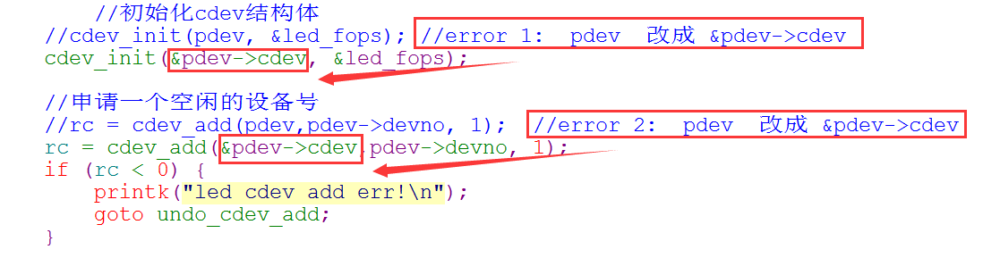 //初始化cdev结构体
//cdev_init(pdev, &led_fops); //error 1: pdev 改成 &pdev->cdev
cdev_init(&pdev->cdev, &led_fops);
//申请一个空闲的设备号
//rc = cdev_add(pdev,pdev->devno, 1); //error 2: pdev 改成 &pdev->cdev
rc = cdev_add(&pdev->cdev,pdev->devno, 1);
if (rc < 0) {
printk("led cdev add err!\n");
goto undo_cdev_add;
}